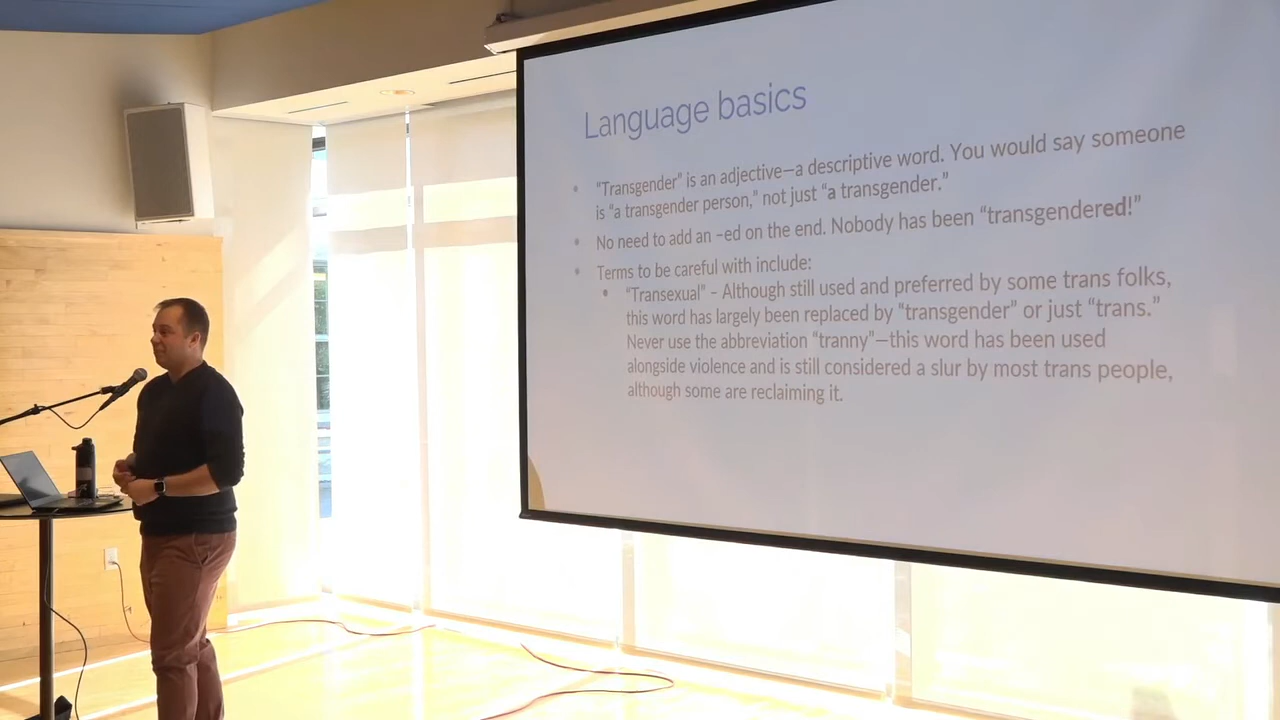 Language basics
“Transgender” is an adjective—a descriptive word. You would say someone
is “a transgender person,” not just “a transgender.”
No need to add an –ed on the end. Nobody has been “transgendered!”
Terms to be careful with include:
“Transexual” – Although still used and preferred by some trans folks,
this word has largely been replaced by “transgender” or just “trans.”
Never use the abbreviation “tranny”—this word has been used
alongside violence and is still considered a slur by most trans people,
although some are reclaiming it.